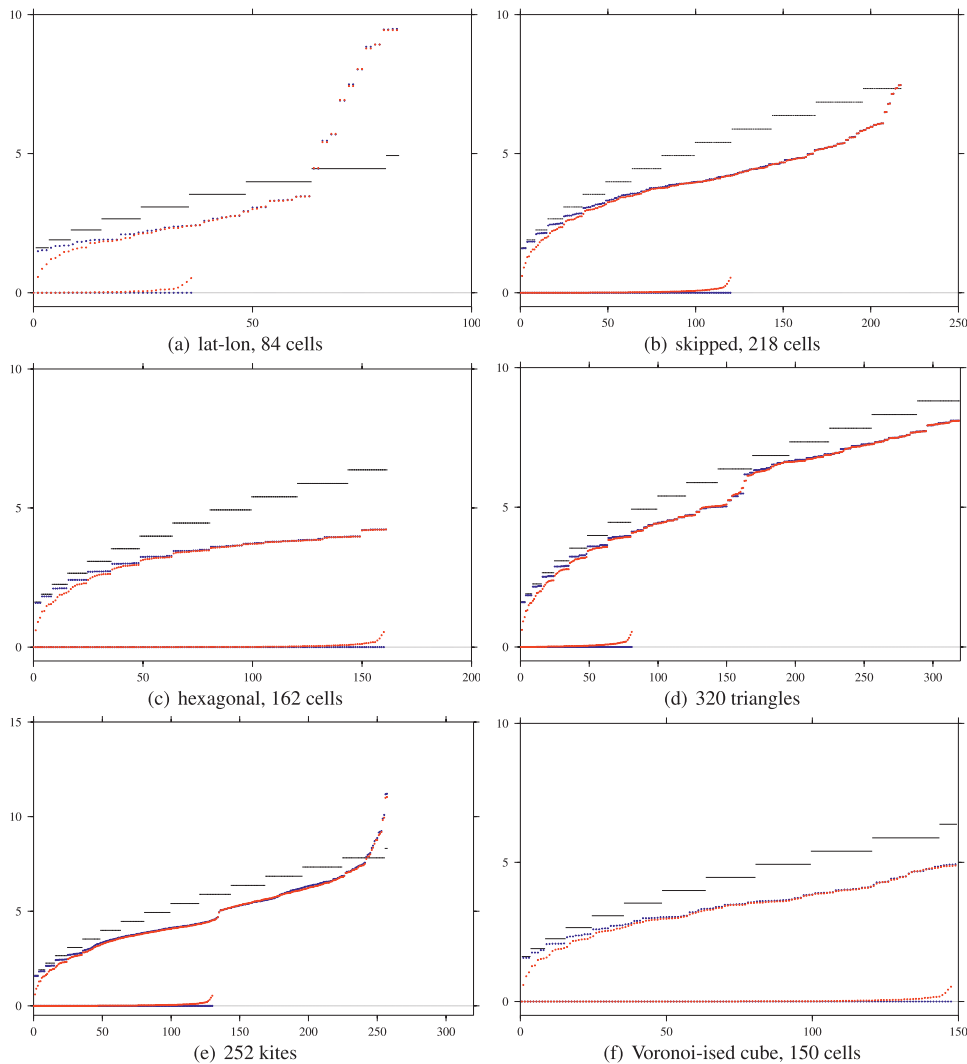 10
5
0
0 50 100
(a) lat-lon, 84 cells
10
5
0
0 50 100 150 200 250
(b) skipped, 218 cells
10
5
0
0 50 100 150 200
(c) hexagonal, 162 cells
10
5
0
0 50 100 150 200 250 300
(d) 320 triangles
15
10
5
0
0 50 100 150 200 250 300
(e) 252 kites
10
5
0
0 50 100 150
(f) Voronoi-ised cube, 150 cells